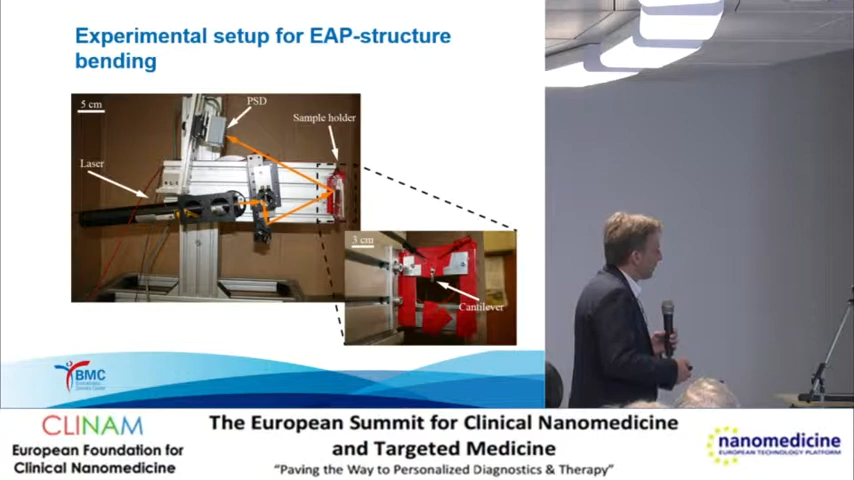 Experimental setup for EAP-structure
bending
5 cm
PSD
Sample holder
Laser
3 cm
Cantilever
BMC
CLINAM
European Foundation for
Clinical Nanomedicine
The European Summit for Clinical Nanomedicine
and Targeted Medicine
“Paving the Way to Personalized Diagnostics & Therapy”
nanomedicine
EUROPEAN TECHNOLOGY PLATFORM